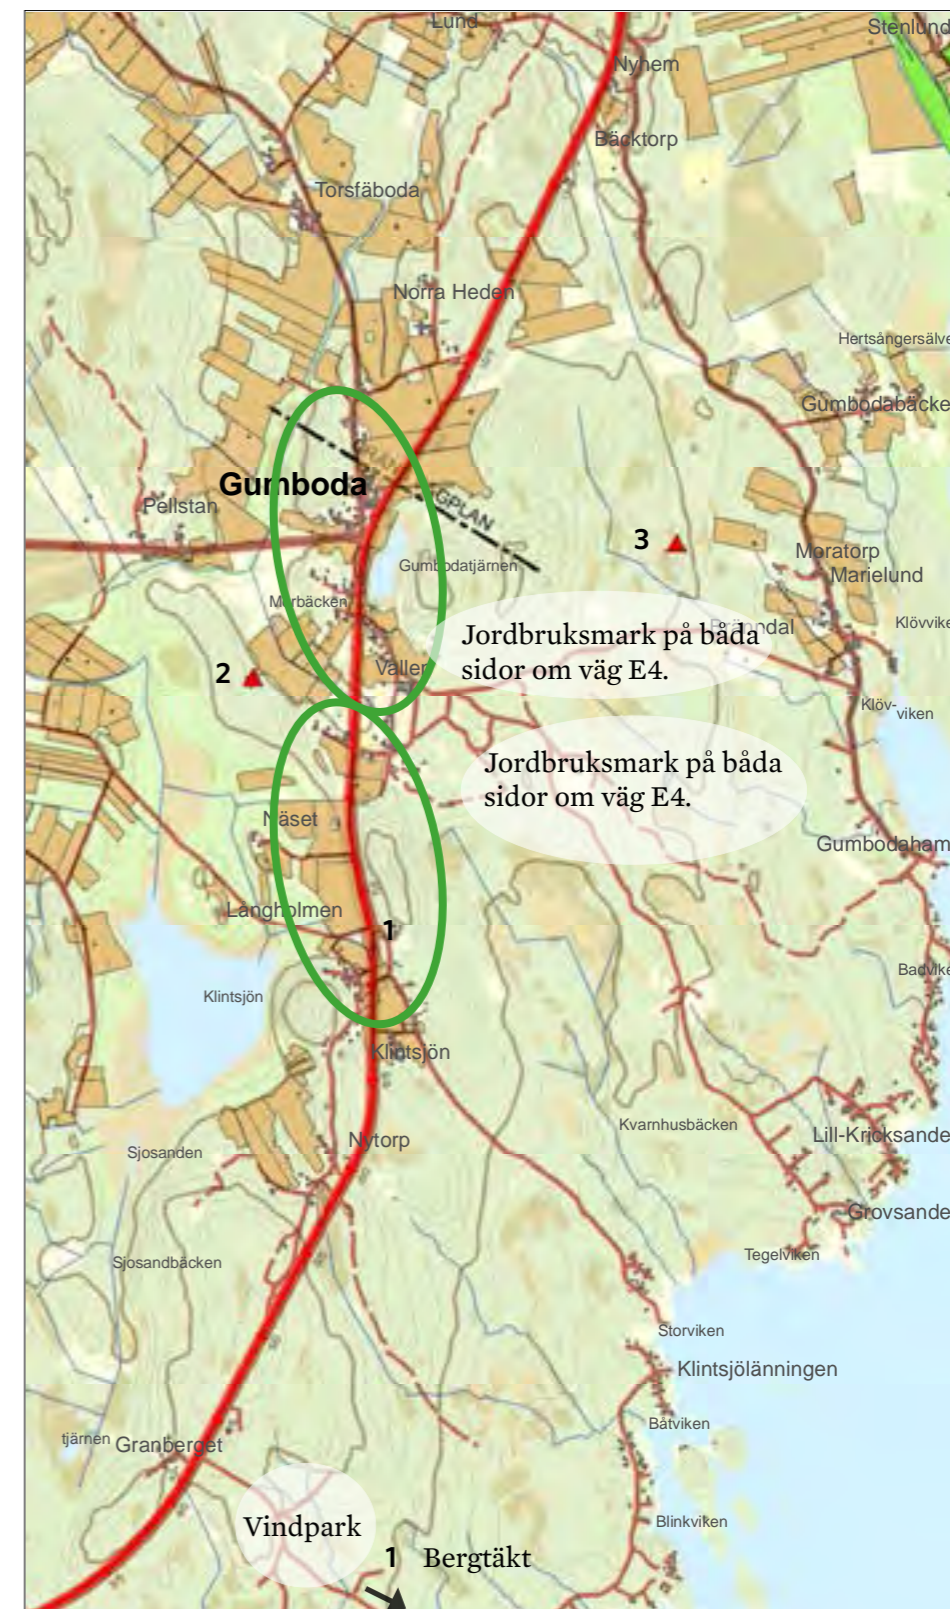 Lund
Stenlund
Nyhem
Bäcktorp
Torsfäboda
Norra Heden
Hertsångersälve
Gumbodabäcke
Gumboda
GPLAN
Pellstan
3
Moratorp
Gumbodatjärnen
Marielund
Morbäcken
Klövvike
Jordbruksmark på båda
sidor om väg E4.
2
Valler
Klöv-
viken
Jordbruksmark på båda
sidor om väg E4.
Näset
Gumbodaham
Långholmen
1
Klintsjön
Badvike
Klintsjön
Kvarnhusbäcken
Lill-Kricksande
Nytorp
Sjosanden
Grovsande
Tegelviken
Sjosandbäcken
Storviken
Klintsjölänningen
Båtviken
tjärnen
Granberget
Vindpark
Blinkviken
1 Bergtäkt